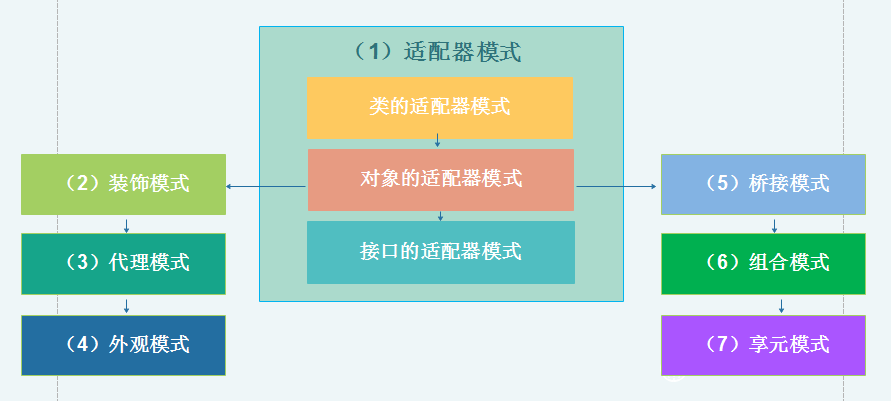 （1）适配器模式
类的适配器模式
对象的适配器模式
接口的适配器模式
（2）装饰模式
（3）代理模式
（4）外观模式
（5）桥接模式
（6）组合模式
（7）享元模式